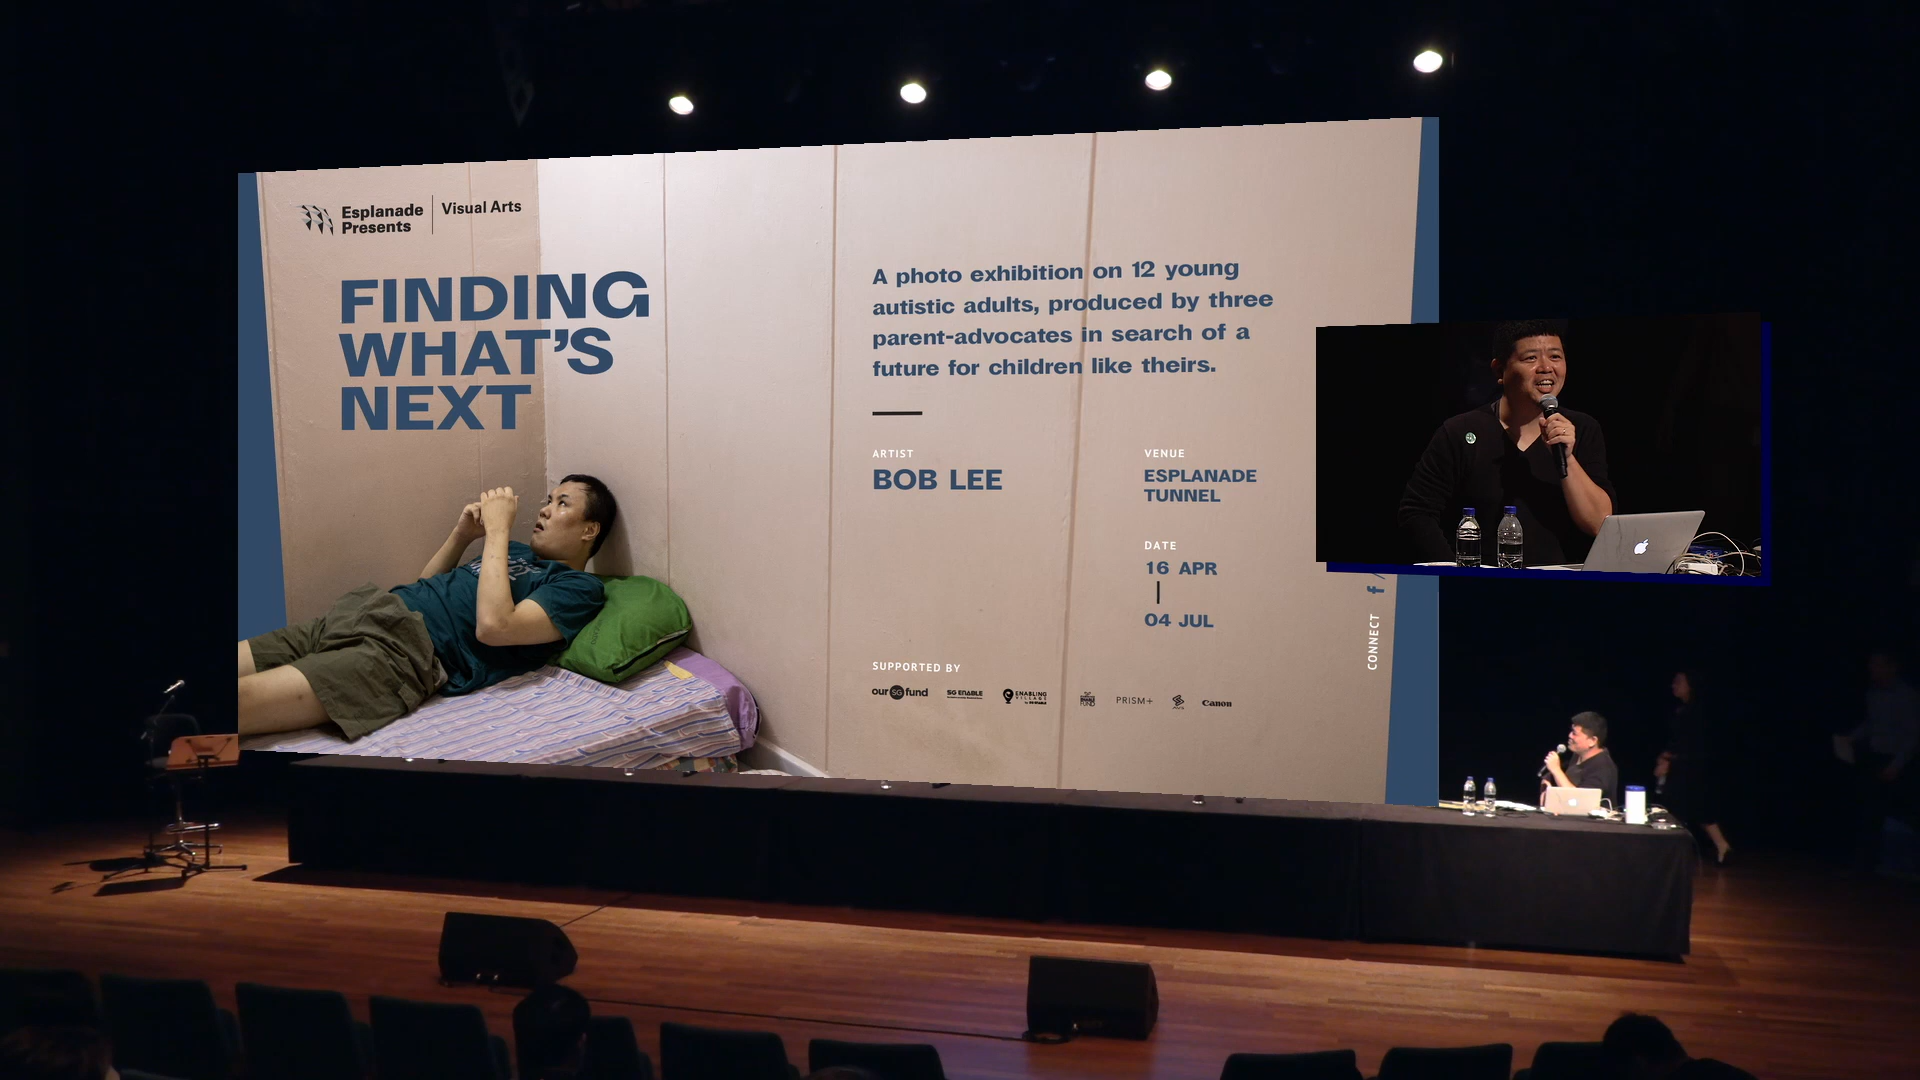 Esplanade
Presents
Visual Arts
FINDING
WHAT'S
NEXT
A photo exhibition on 12 young
autistic adults, produced by three
parent-advocates in search of a
future for children like theirs.
ARTIST
BOB LEE
VENUE
ESPLANADE
TUNNEL
DATE
16 APR
04 JUL
SUPPORTED BY
our SG fund
SG ENABLE
ENABLING
VILLAGE
PRISM+
Canon
CONNECT
f /